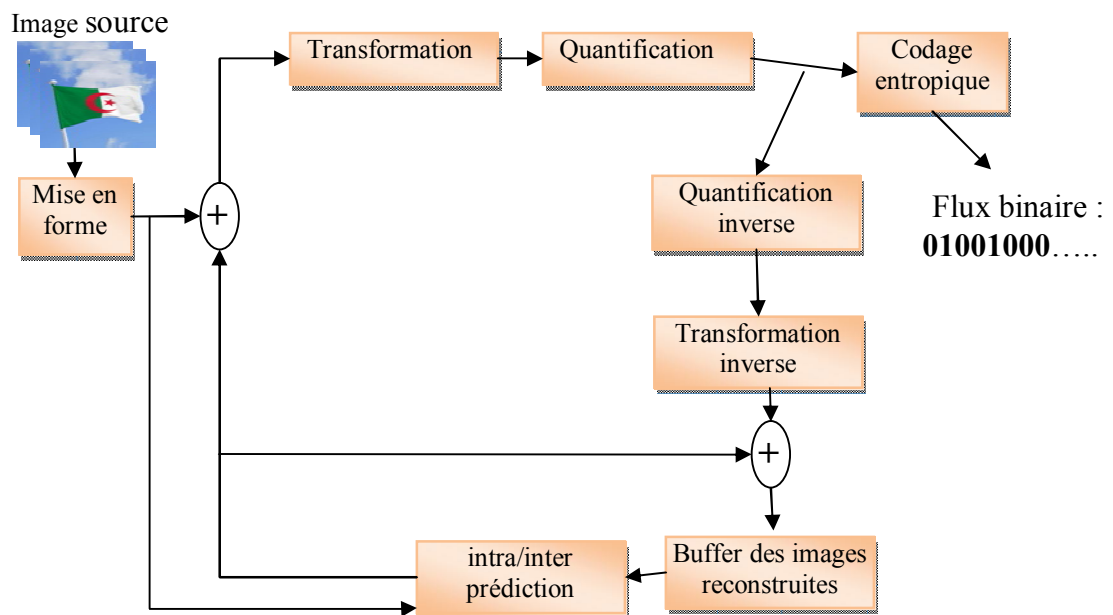 Image source
Transformation
Quantification
Codage
entropique
Mise en
forme
+
Quantification
inverse
Flux binaire :
01001000…..
Transformation
inverse
+
intra/inter
prédiction
Buffer des images
reconstruites